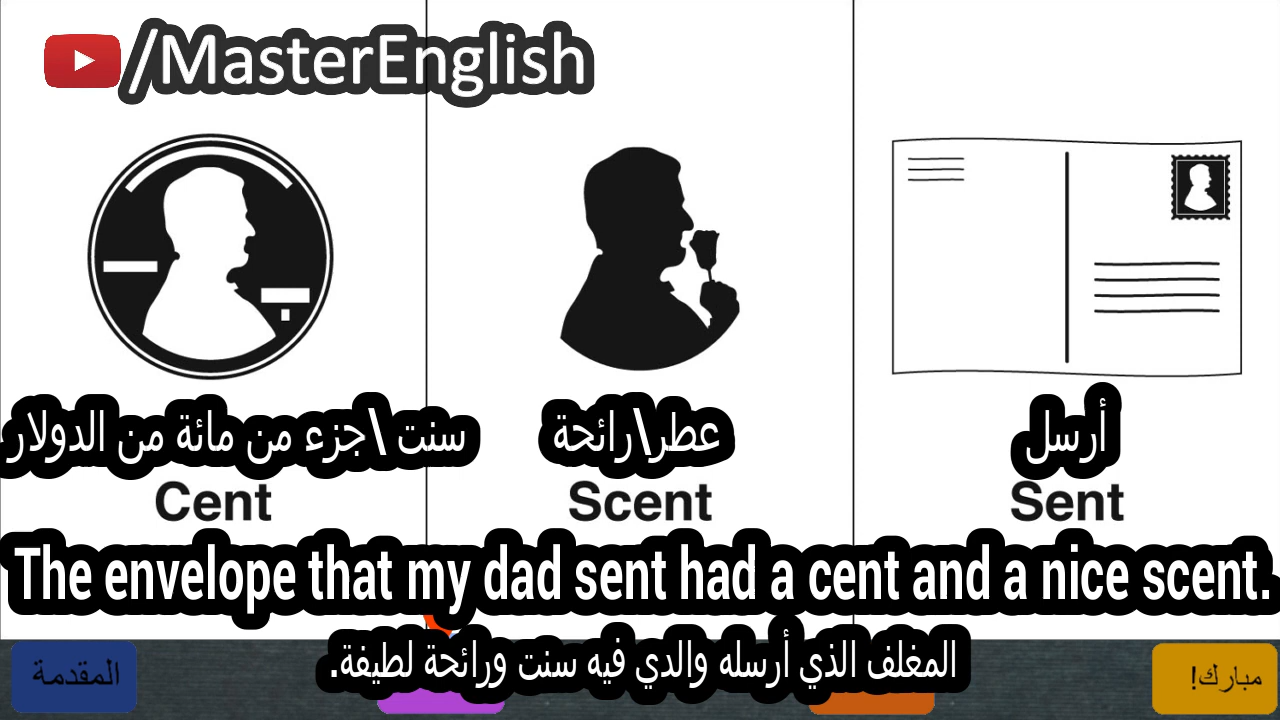 /MasterEnglish
سنت \جزء من مائة من الدولار
عطر\رائحة
أرسل
Cent
Scent
Sent
The envelope that my dad sent had a cent and a nice scent.
المغلف الذي أرسله والدي فيه سنت ورائحة لطيفة.
المقدمة
مبارك!